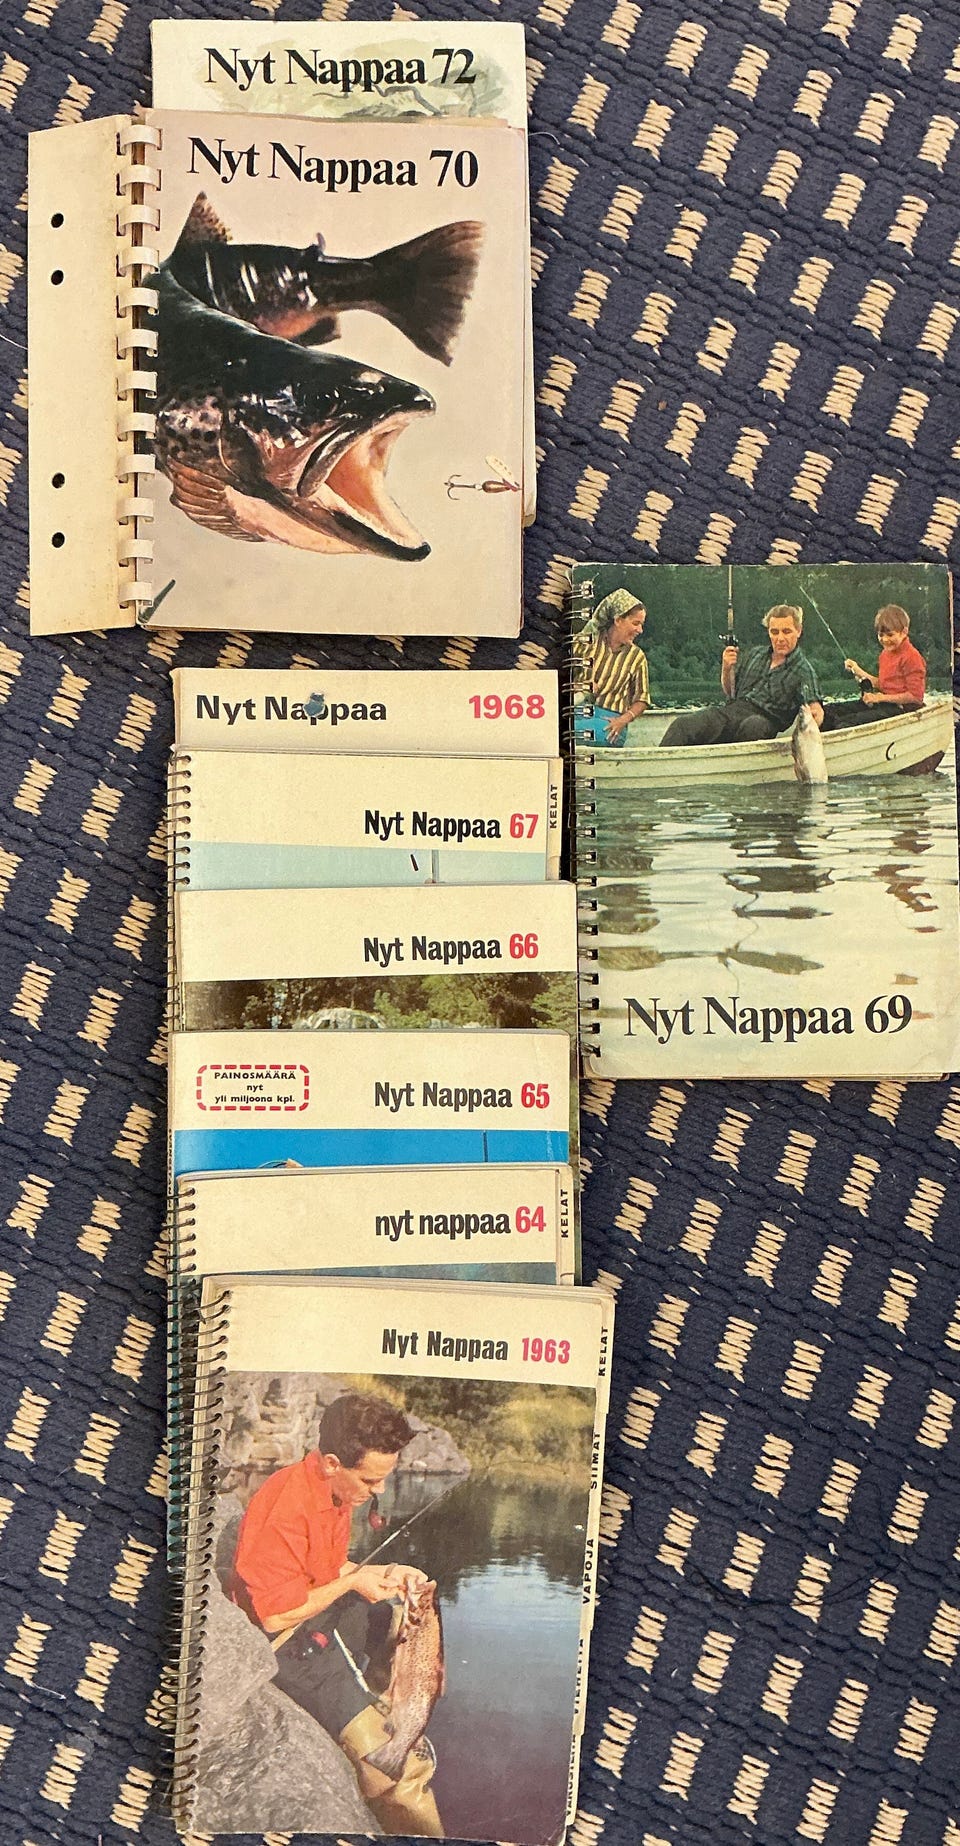 Nyt Nappaa 72
Nyt Nappaa 70
Nyt Nappaa 1968
KELAT
Nyt Nappaa 67
Nyt Nappaa 66
Nyt Nappaa 69
PAINOSMÄÄRÄ
nyt
yli miljoona kpl.
Nyt Nappaa 65
nyt nappaa 64
KELAT
Nyt Nappaa 1963
KELAT
SIIMAT
VAPOJA
VIEHEITÄ